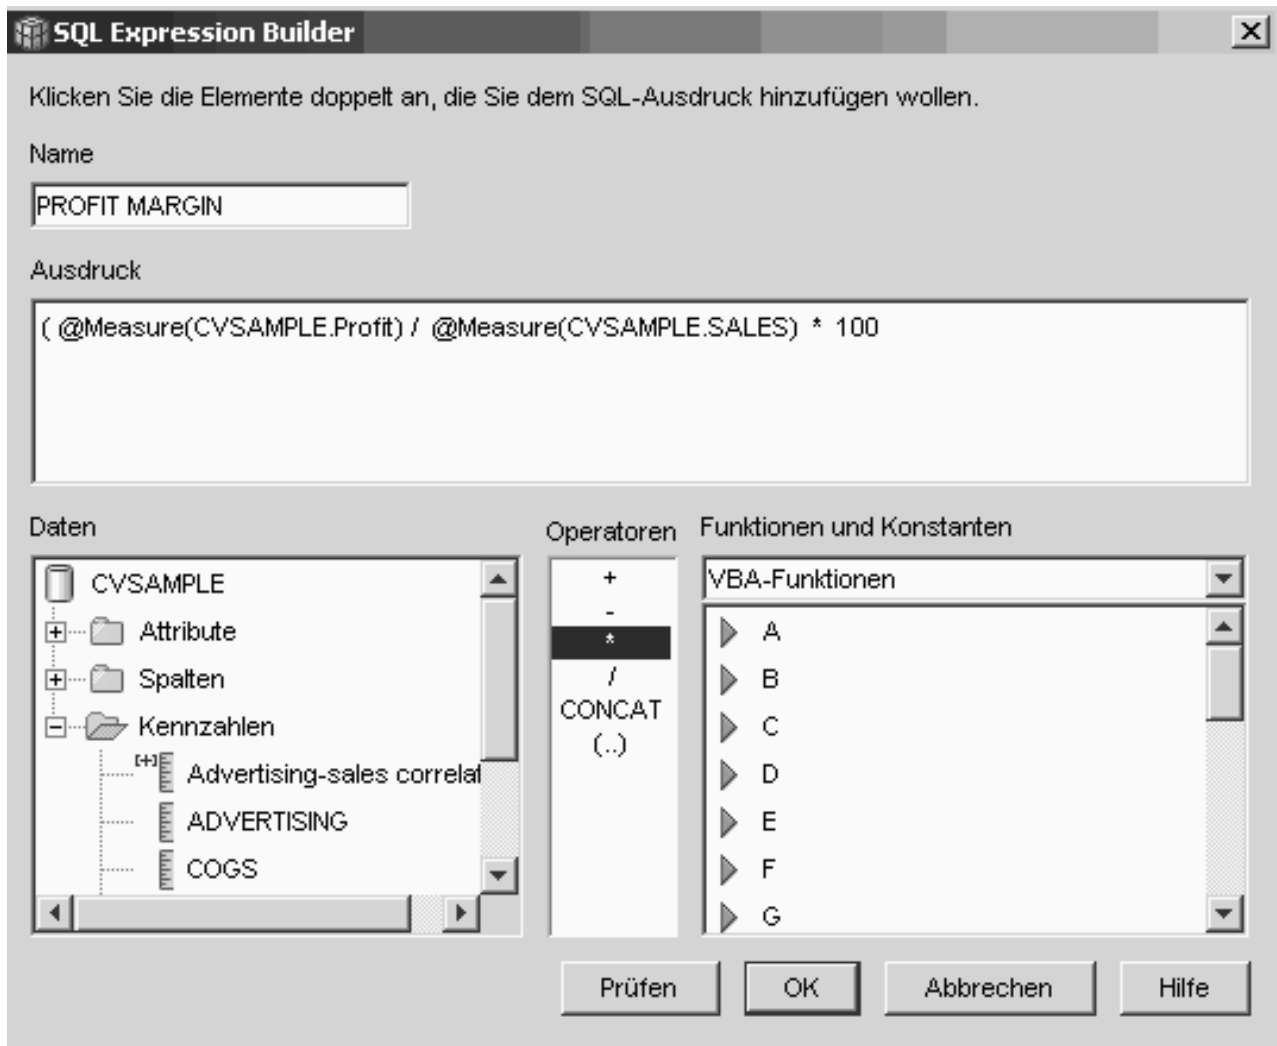 SQL Expression Builder
Klicken Sie die Elemente doppelt an, die Sie dem SQL-Ausdruck hinzufügen wollen.
Name
PROFIT MARGIN
Ausdruck
( @Measure(CVSAMPLE.Profit) / @Measure(CVSAMPLE.SALES) * 100
Daten
CVSAMPLE
Attribute
Spalten
Kennzahlen
Advertising-sales correlat
ADVERTISING
COGS
Operatoren
+
-
*
/
CONCAT
(..)
Funktionen und Konstanten
VBA-Funktionen
A
B
C
D
E
F
G
Prüfen
OK
Abbrechen
Hilfe